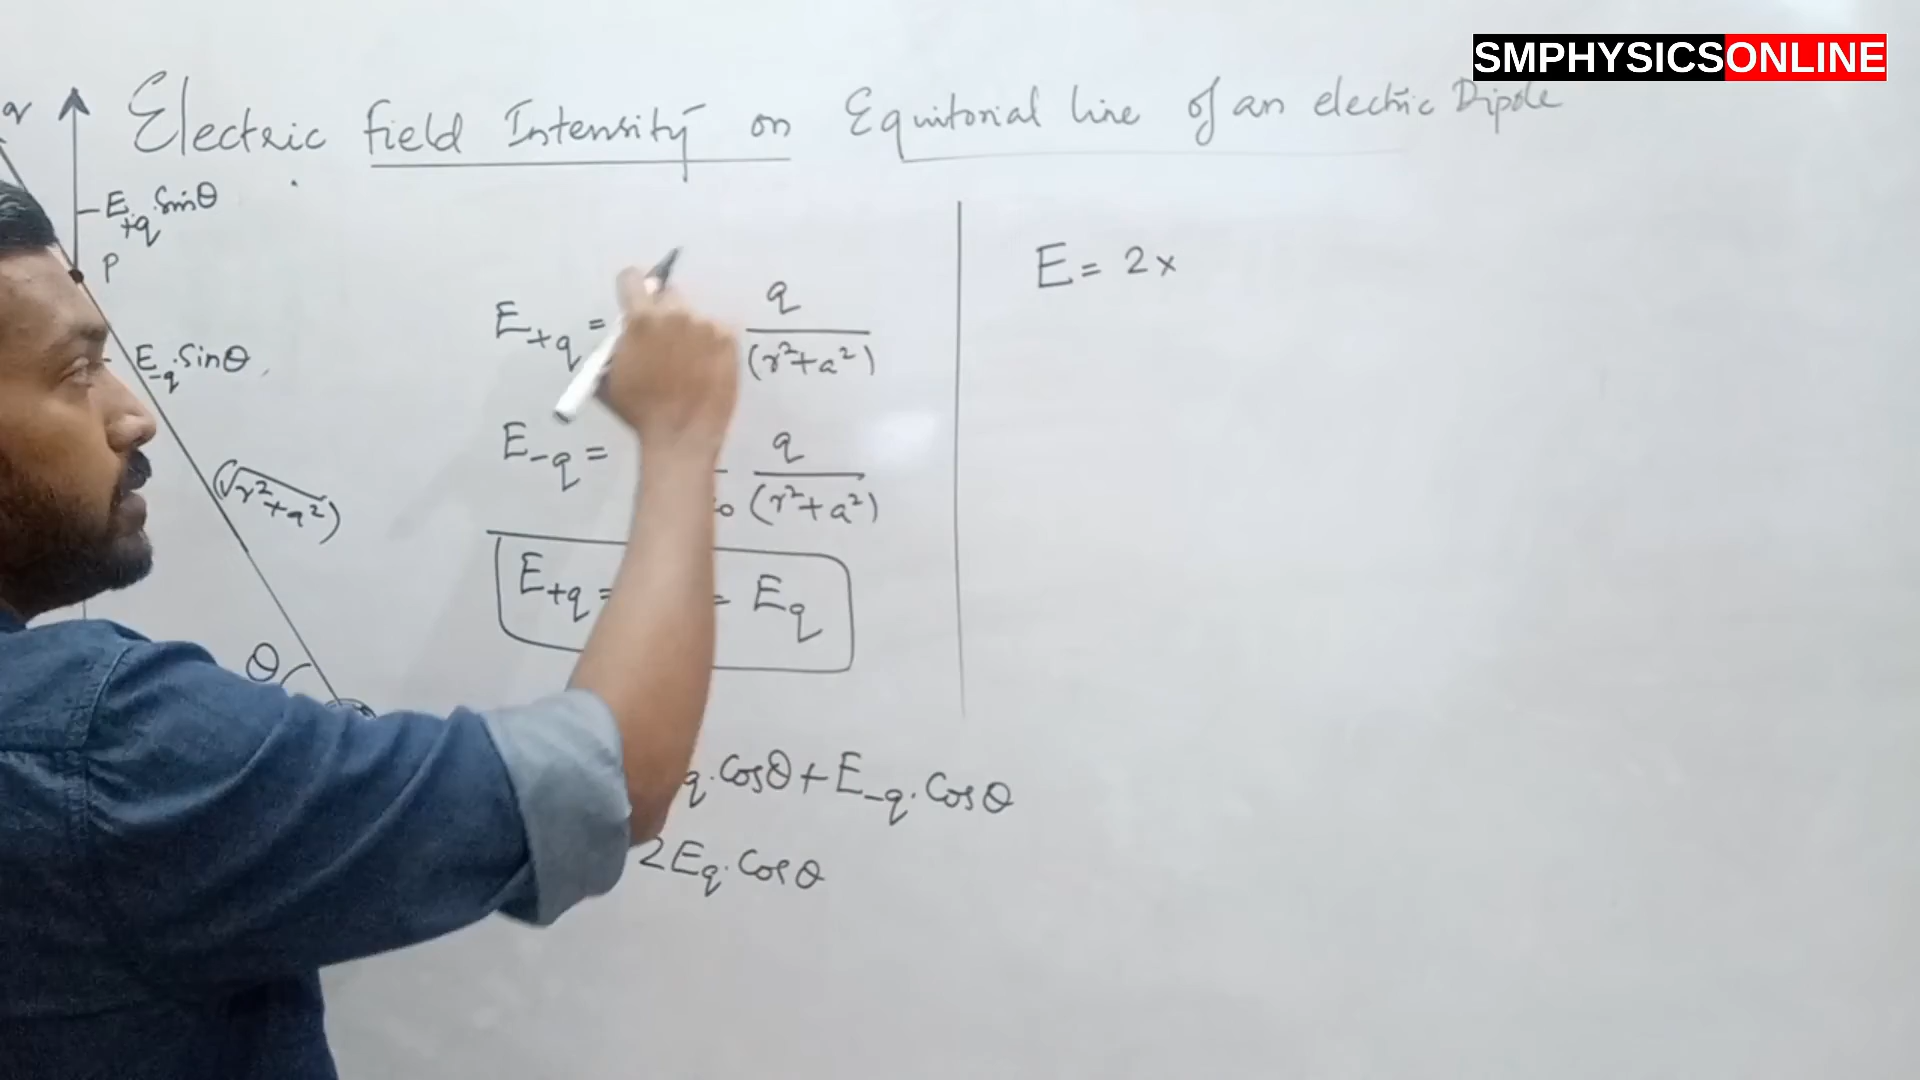 SMPHYSICSONLINE
Electric field Intensity on Equitorial line of an electric Dipole
E+q sinθ
P
E-q sinθ
(√r²+a²)
θ
E+q = q/(r²+a²)
E-q = q/(r²+a²)
E+q = = Eq
q.Cosθ+E-q.Cosθ
2Eq.Cosθ
E= 2×